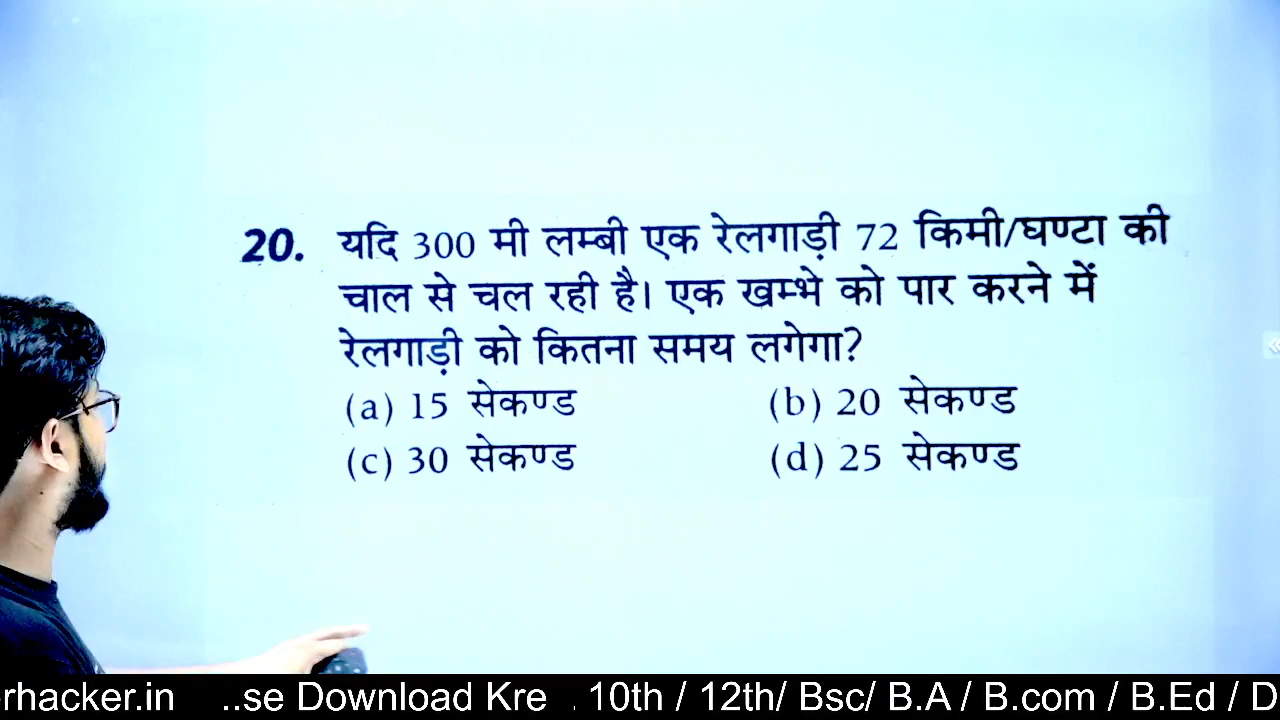 20. यदि 300 मी लम्बी एक रेलगाड़ी 72 किमी/घण्टा की
चाल से चल रही है। एक खम्भे को पार करने में
रेलगाड़ी को कितना समय लगेगा?
(a) 15 सेकण्ड (b) 20 सेकण्ड
(c) 30 सेकण्ड (d) 25 सेकण्ड
erhacker.in ..se Download Kre . 10th / 12th/ Bsc/ B.A / B.com / B.Ed / D